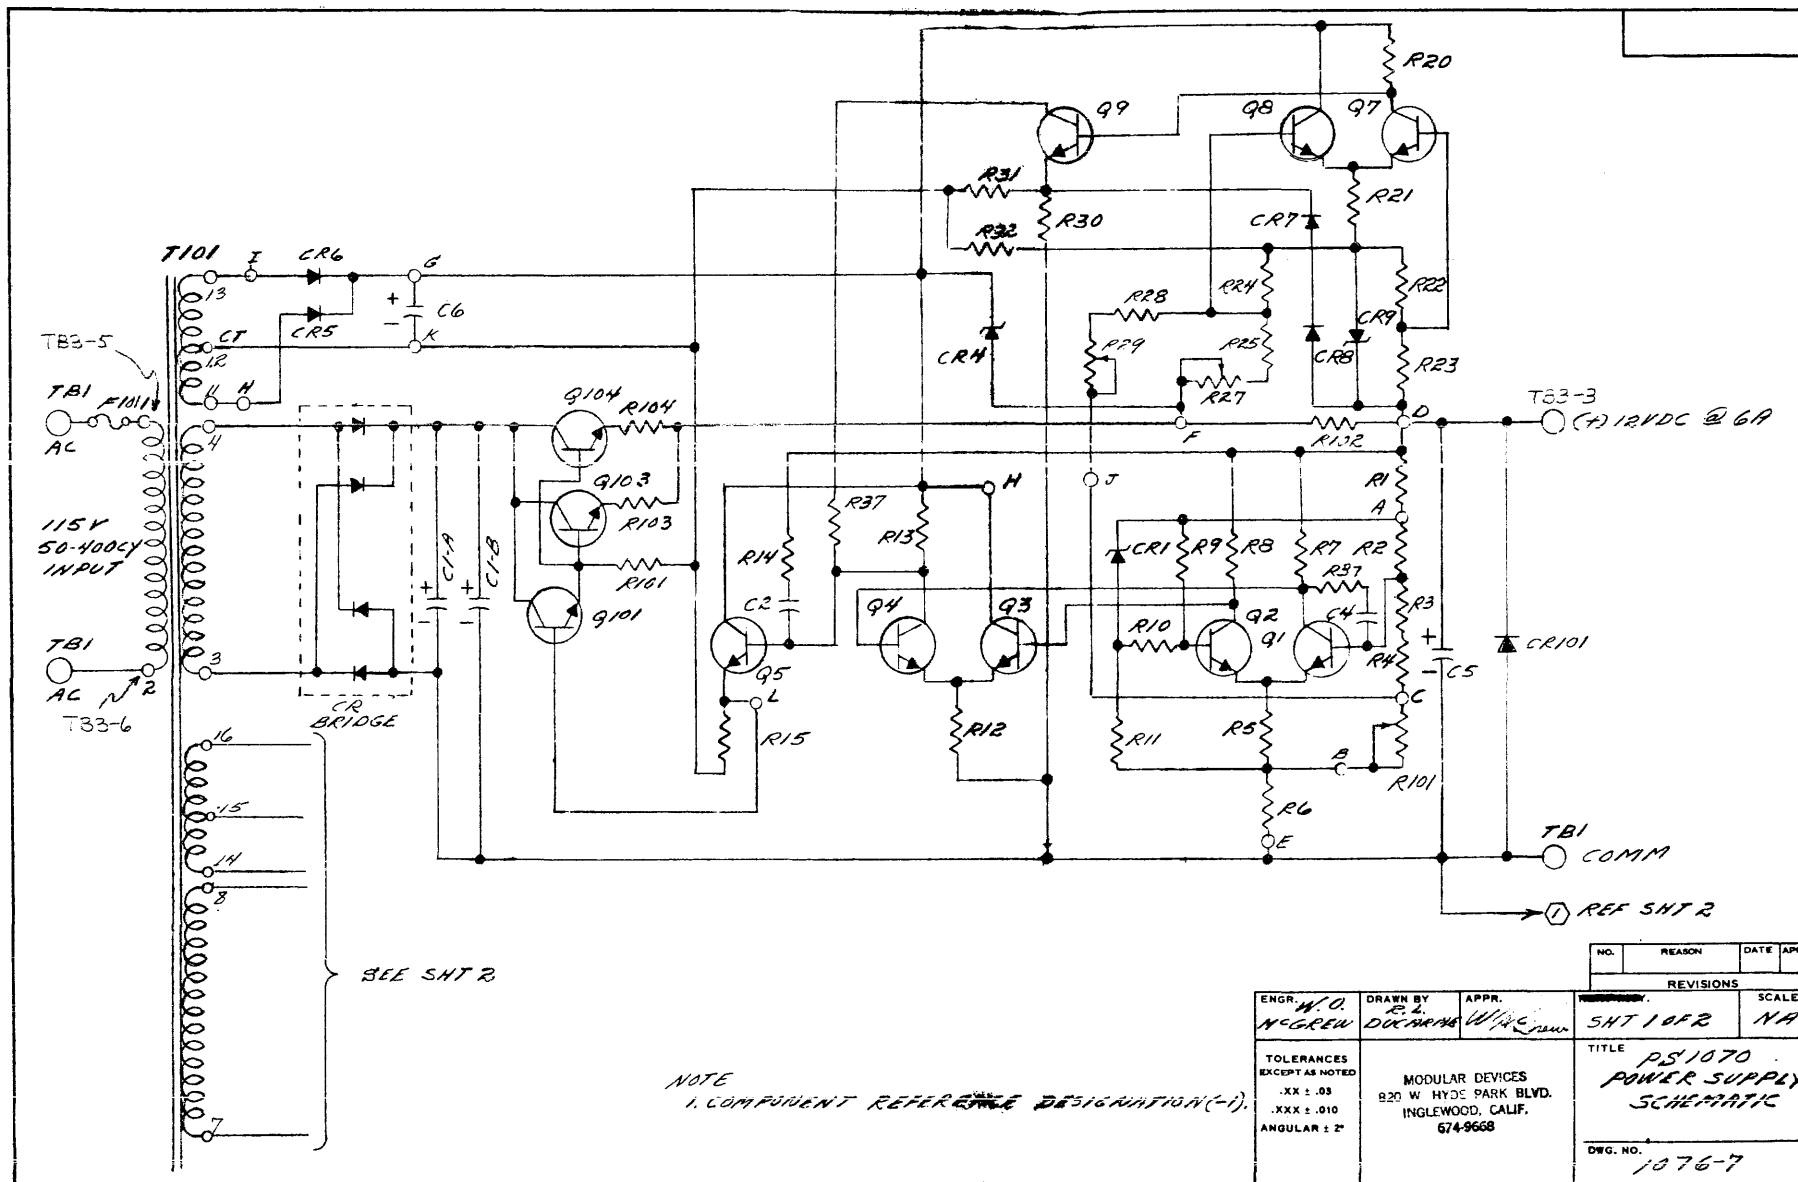 R20
Q9
Q8
Q7
R31
R30
R21
CR7
R32
T101
I
CR6
G
13
R24
R22
R28
+
C6
-
CR9
CT
CR5
K
TB3-5
12
CR4
R29
R25
CR8
R23
TB1
F101
11
H
Q104
R104
R27
D
TB3-3
(+) 12VDC @ 6A
AC
4
F
R102
Q103
H
J
R1
R37
A
115V
50-400CY
INPUT
R103
R13
CR1
R9
R8
R7
R2
C1-A
C1-B
R14
R37
R101
+
+
C2
Q4
Q3
Q2
C4
R3
-
-
Q101
R10
Q1
+
TB1
3
Q5
R4
CR101
AC
2
L
- C5
C
TB3-6
CR
BRIDGE
R15
R12
R11
R5
16
B
R101
15
R6
TB1
14
E
COMM
8
1 REF SHT 2
SEE SHT 2
NO.
REASON
DATE
REVISIONS
ENGR. W.O.
McGREW
DRAWN BY
R.L.
DUCARME
APPR.
SHT 1 OF 2
SCALE
NA
TOLERANCES
EXCEPT AS NOTED
.XX ± .03
.XXX ± .010
ANGULAR ± 2°
MODULAR DEVICES
820 W HYDE PARK BLVD.
INGLEWOOD, CALIF.
674-9668
TITLE
PS1070
POWER SUPPLY
SCHEMATIC
NOTE
1. COMPONENT REFERENCE DESIGNATION (-1).
7
DWG. NO.
1076-7